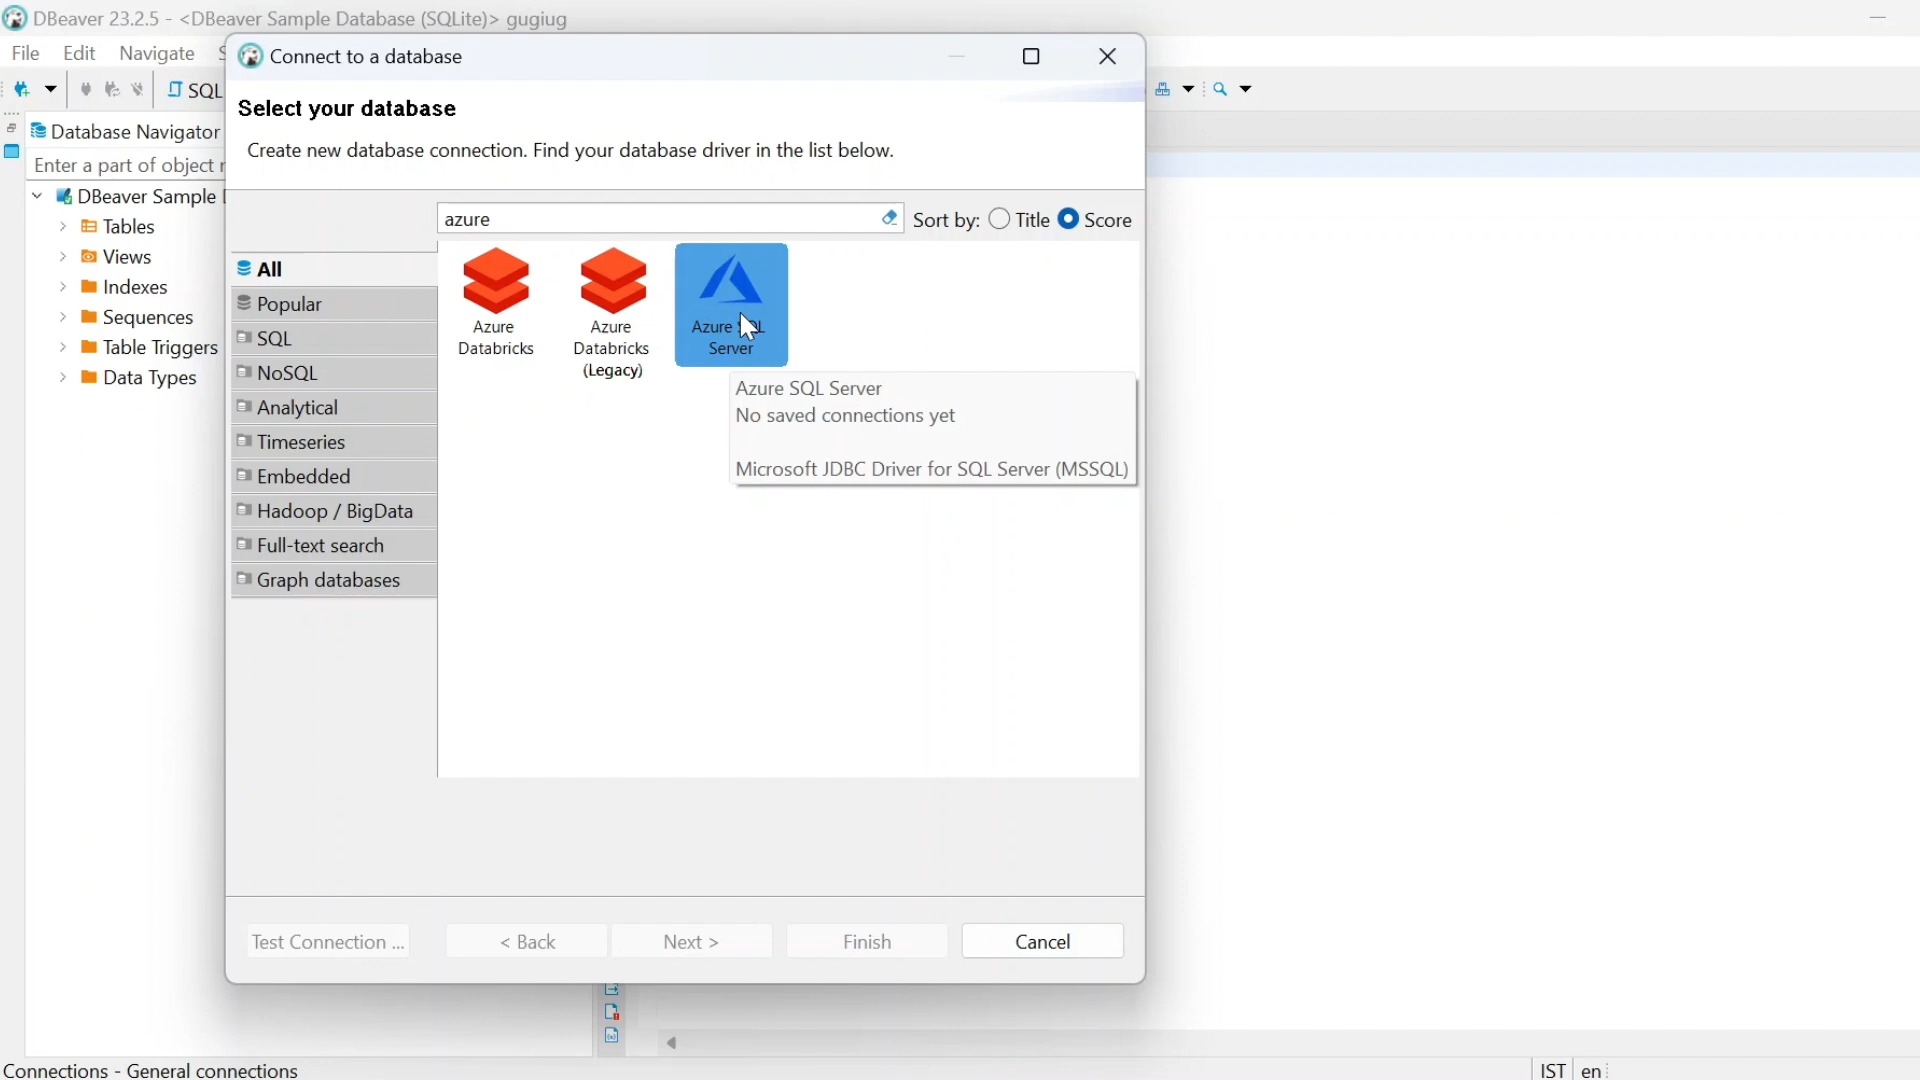 DBeaver 23.2.5 - <DBeaver Sample Database (SQLite)> gugiug
File Edit Navigate
Connect to a database
SQL
Select your database
Create new database connection. Find your database driver in the list below.
Database Navigator
Enter a part of object
DBeaver Sample
Tables
Views
Indexes
Sequences
Table Triggers
Data Types
azure
Sort by: Title Score
All
Popular
SQL
NoSQL
Analytical
Timeseries
Embedded
Hadoop / BigData
Full-text search
Graph databases
Azure
Databricks
Azure
Databricks
(Legacy)
Azure SQL
Server
Azure SQL Server
No saved connections yet
Microsoft JDBC Driver for SQL Server (MSSQL)
Test Connection ... < Back Next > Finish Cancel
Connections - General connections
IST en